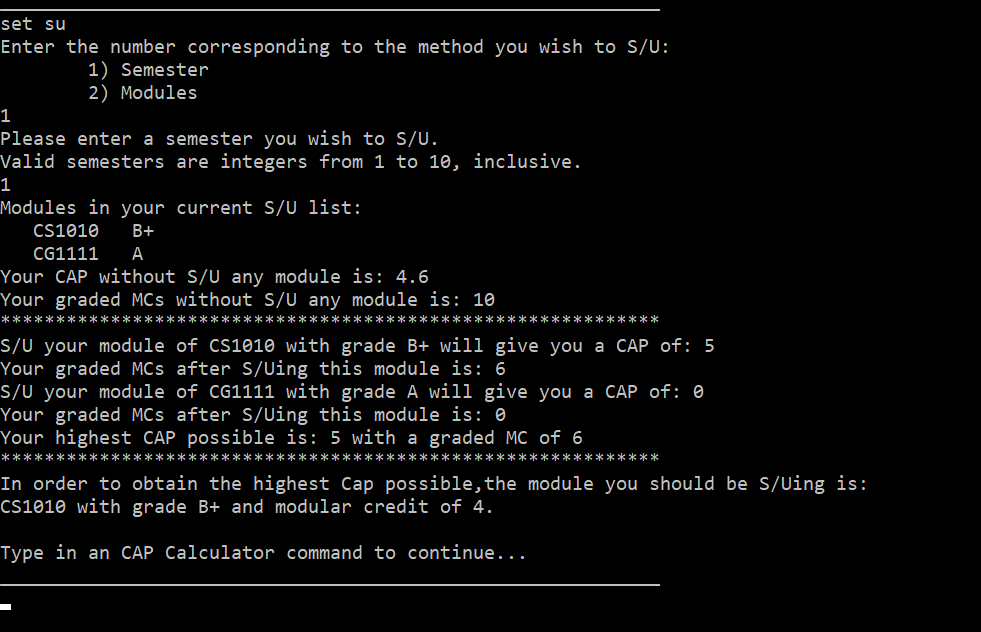 set su
Enter the number corresponding to the method you wish to S/U:
        1) Semester
        2) Modules
1
Please enter a semester you wish to S/U.
Valid semesters are integers from 1 to 10, inclusive.
1
Modules in your current S/U list:
   CS1010   B+
   CG1111   A
Your CAP without S/U any module is: 4.6
Your graded MCs without S/U any module is: 10
************************************************************
S/U your module of CS1010 with grade B+ will give you a CAP of: 5
Your graded MCs after S/Uing this module is: 6
S/U your module of CG1111 with grade A will give you a CAP of: 0
Your graded MCs after S/Uing this module is: 0
Your highest CAP possible is: 5 with a graded MC of 6
************************************************************
In order to obtain the highest Cap possible,the module you should be S/Uing is:
CS1010 with grade B+ and modular credit of 4.
Type in an CAP Calculator command to continue...